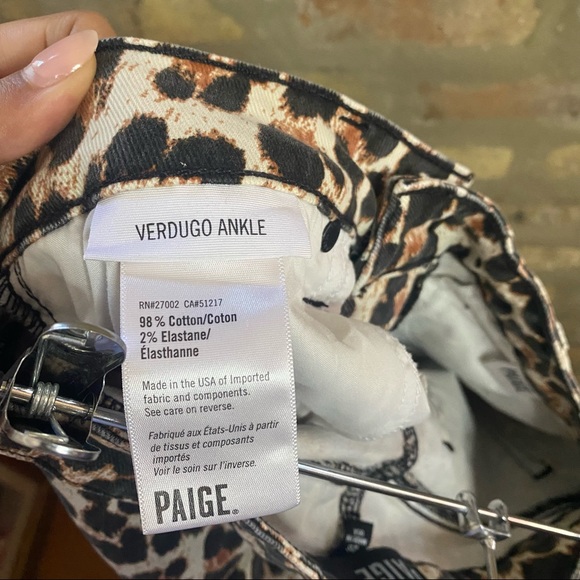 VERDUGO ANKLE
RN#27002 CA#51217
98 % Cotton/Coton
2% Elastane/
Élasthanne
Made in the USA of Imported
fabric and components.
See care on reverse.
Fabriqué aux États-Unis à partir
de tissus et composants
importés
Voir le soin sur l'inverse.
PAIGE.
PAIGE